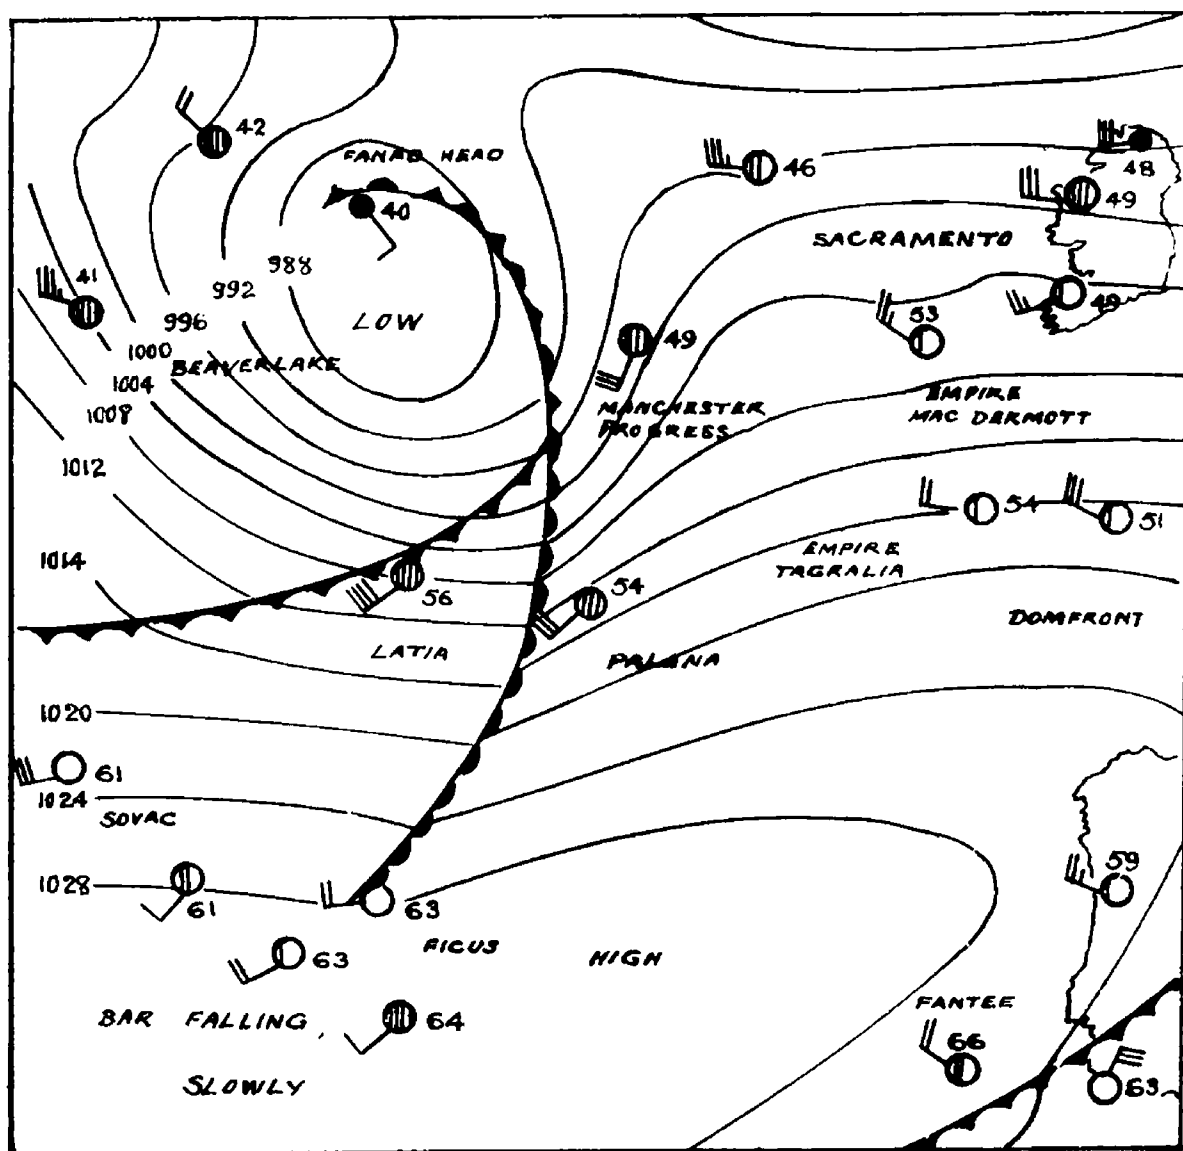 42
FANAD HEAD
46
48
49
40
SACRAMENTO
988
41
992
49
LOW
53
996
1000
49
BEAVERLAKE
1004
EMPIRE
MAC DERMOTT
MANCHESTER
PROGRESS
1008
1012
54
51
EMPIRE
TAGRALIA
1014
54
56
DOMFRONT
LATIA
PALANA
1020
61
1024
SOVAC
59
1028
61
63
FICUS
HIGH
63
FANTEE
BAR FALLING
64
66
SLOWLY
63